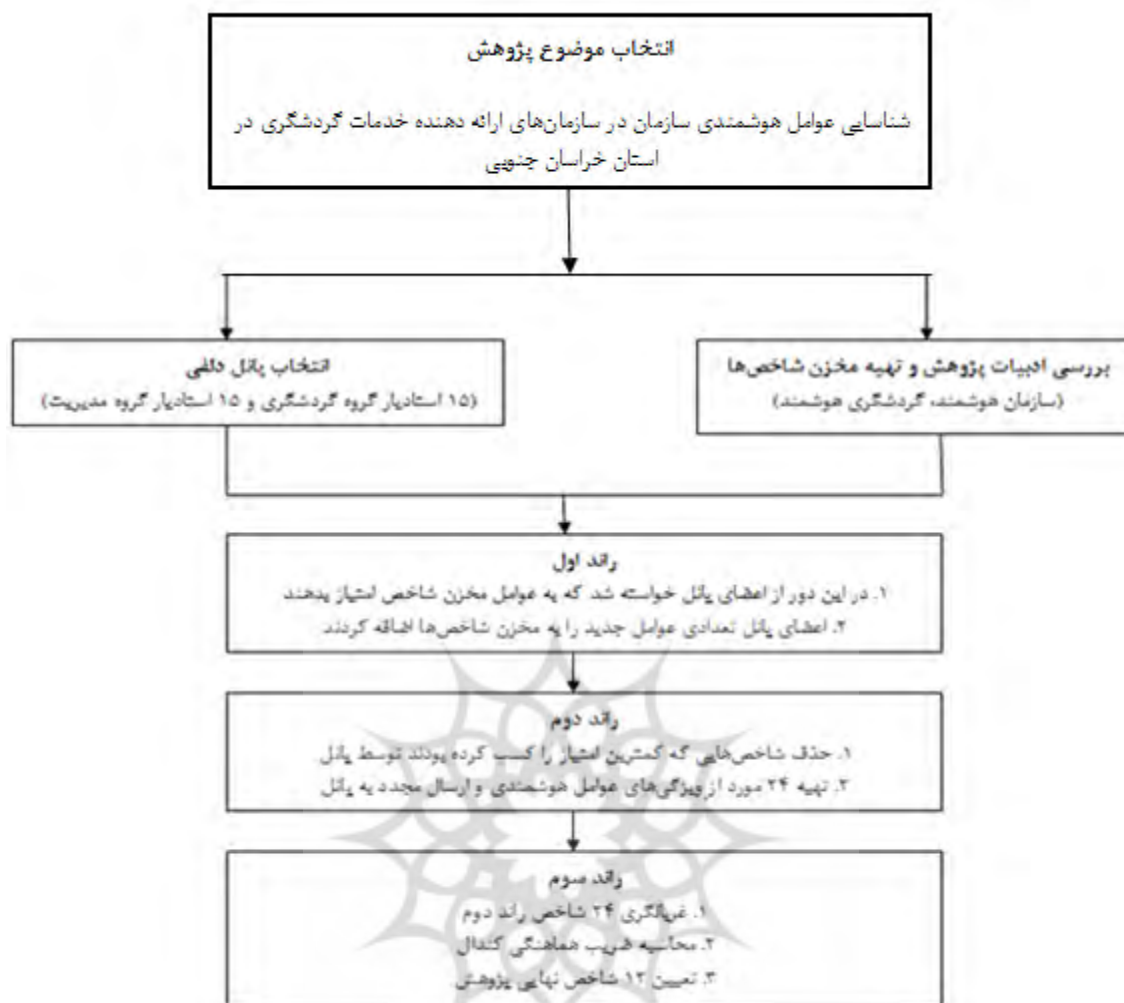 انتخاب موضوع پژوهش
شناسایی عوامل هوشمندی سازمان در سازمان‌های ارائه دهنده خدمات گردشگری در
استان خراسان جنوبی
بررسی ادبیات پژوهش و تهیه مخزن شاخص‌ها
(سازمان هوشمند، گردشگری هوشمند)
انتخاب پانل دلفی
(۱۵ استادیار گروه گردشگری و ۱۵ استادیار گروه مدیریت)
راند اول
۱. در این دور از اعضای پانل خواسته شد که به عوامل مخزن شاخص امتیاز بدهند
۲. اعضای پانل تعدادی عوامل جدید را به مخزن شاخص‌ها اضافه کردند
راند دوم
۱. حذف شاخص‌هایی که کمترین امتیاز را کسب کرده بودند توسط پانل
۲. تهیه ۲۴ مورد از ویژگی‌های عوامل هوشمندی و ارسال مجدد به پانل
راند سوم
۱. غربالگری ۲۴ شاخص راند دوم
۲. محاسبه ضریب هماهنگی کندال
۳. تعیین ۱۲ شاخص نهایی پژوهش